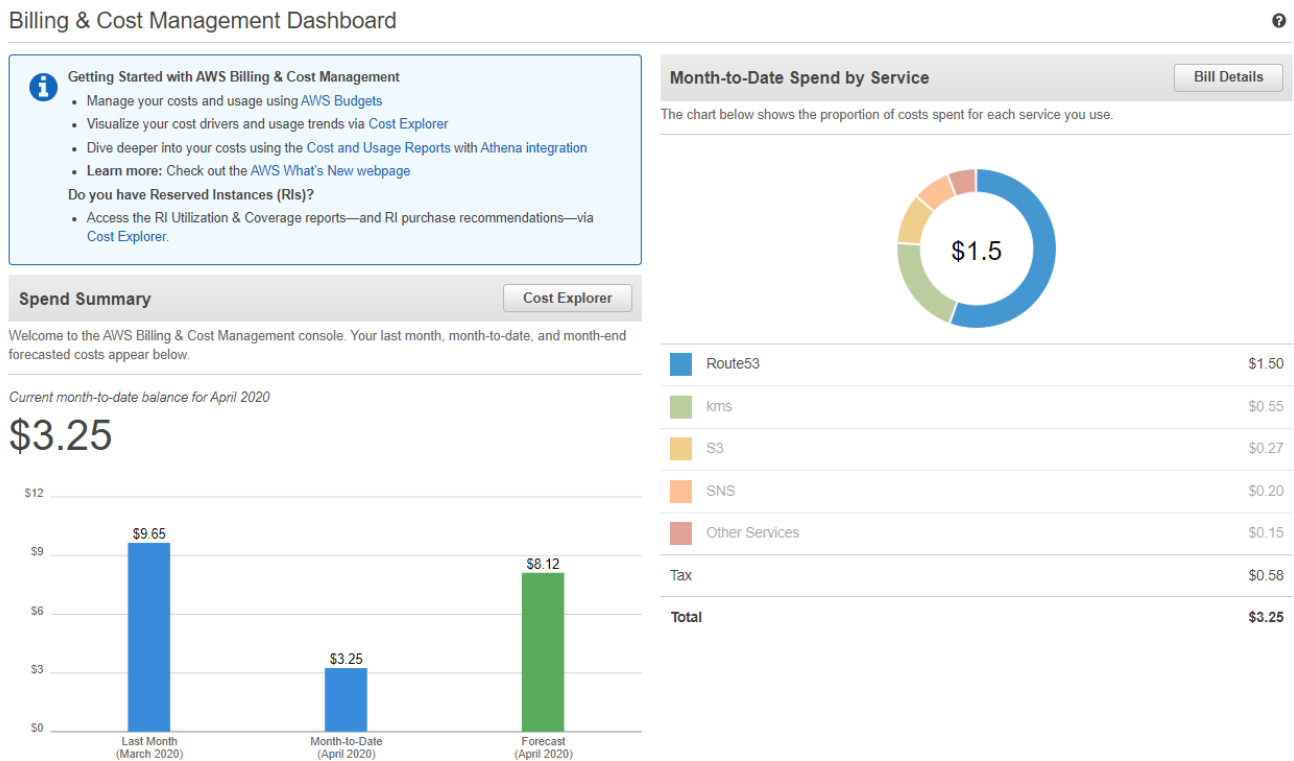 Billing & Cost Management Dashboard
?
i
Getting Started with AWS Billing & Cost Management
• Manage your costs and usage using AWS Budgets
• Visualize your cost drivers and usage trends via Cost Explorer
• Dive deeper into your costs using the Cost and Usage Reports with Athena integration
• Learn more: Check out the AWS What's New webpage
Do you have Reserved Instances (RIs)?
• Access the RI Utilization & Coverage reports—and RI purchase recommendations—via
Cost Explorer.
Spend Summary
Cost Explorer
Welcome to the AWS Billing & Cost Management console. Your last month, month-to-date, and month-end
forecasted costs appear below.
Current month-to-date balance for April 2020
$3.25
$12
$9
$6
$3
$0
$9.65
$3.25
$8.12
Last Month
(March 2020)
Month-to-Date
(April 2020)
Forecast
(April 2020)
Month-to-Date Spend by Service
Bill Details
The chart below shows the proportion of costs spent for each service you use.
$1.5
Route53 $1.50
kms $0.55
S3 $0.27
SNS $0.20
Other Services $0.15
Tax $0.58
Total $3.25